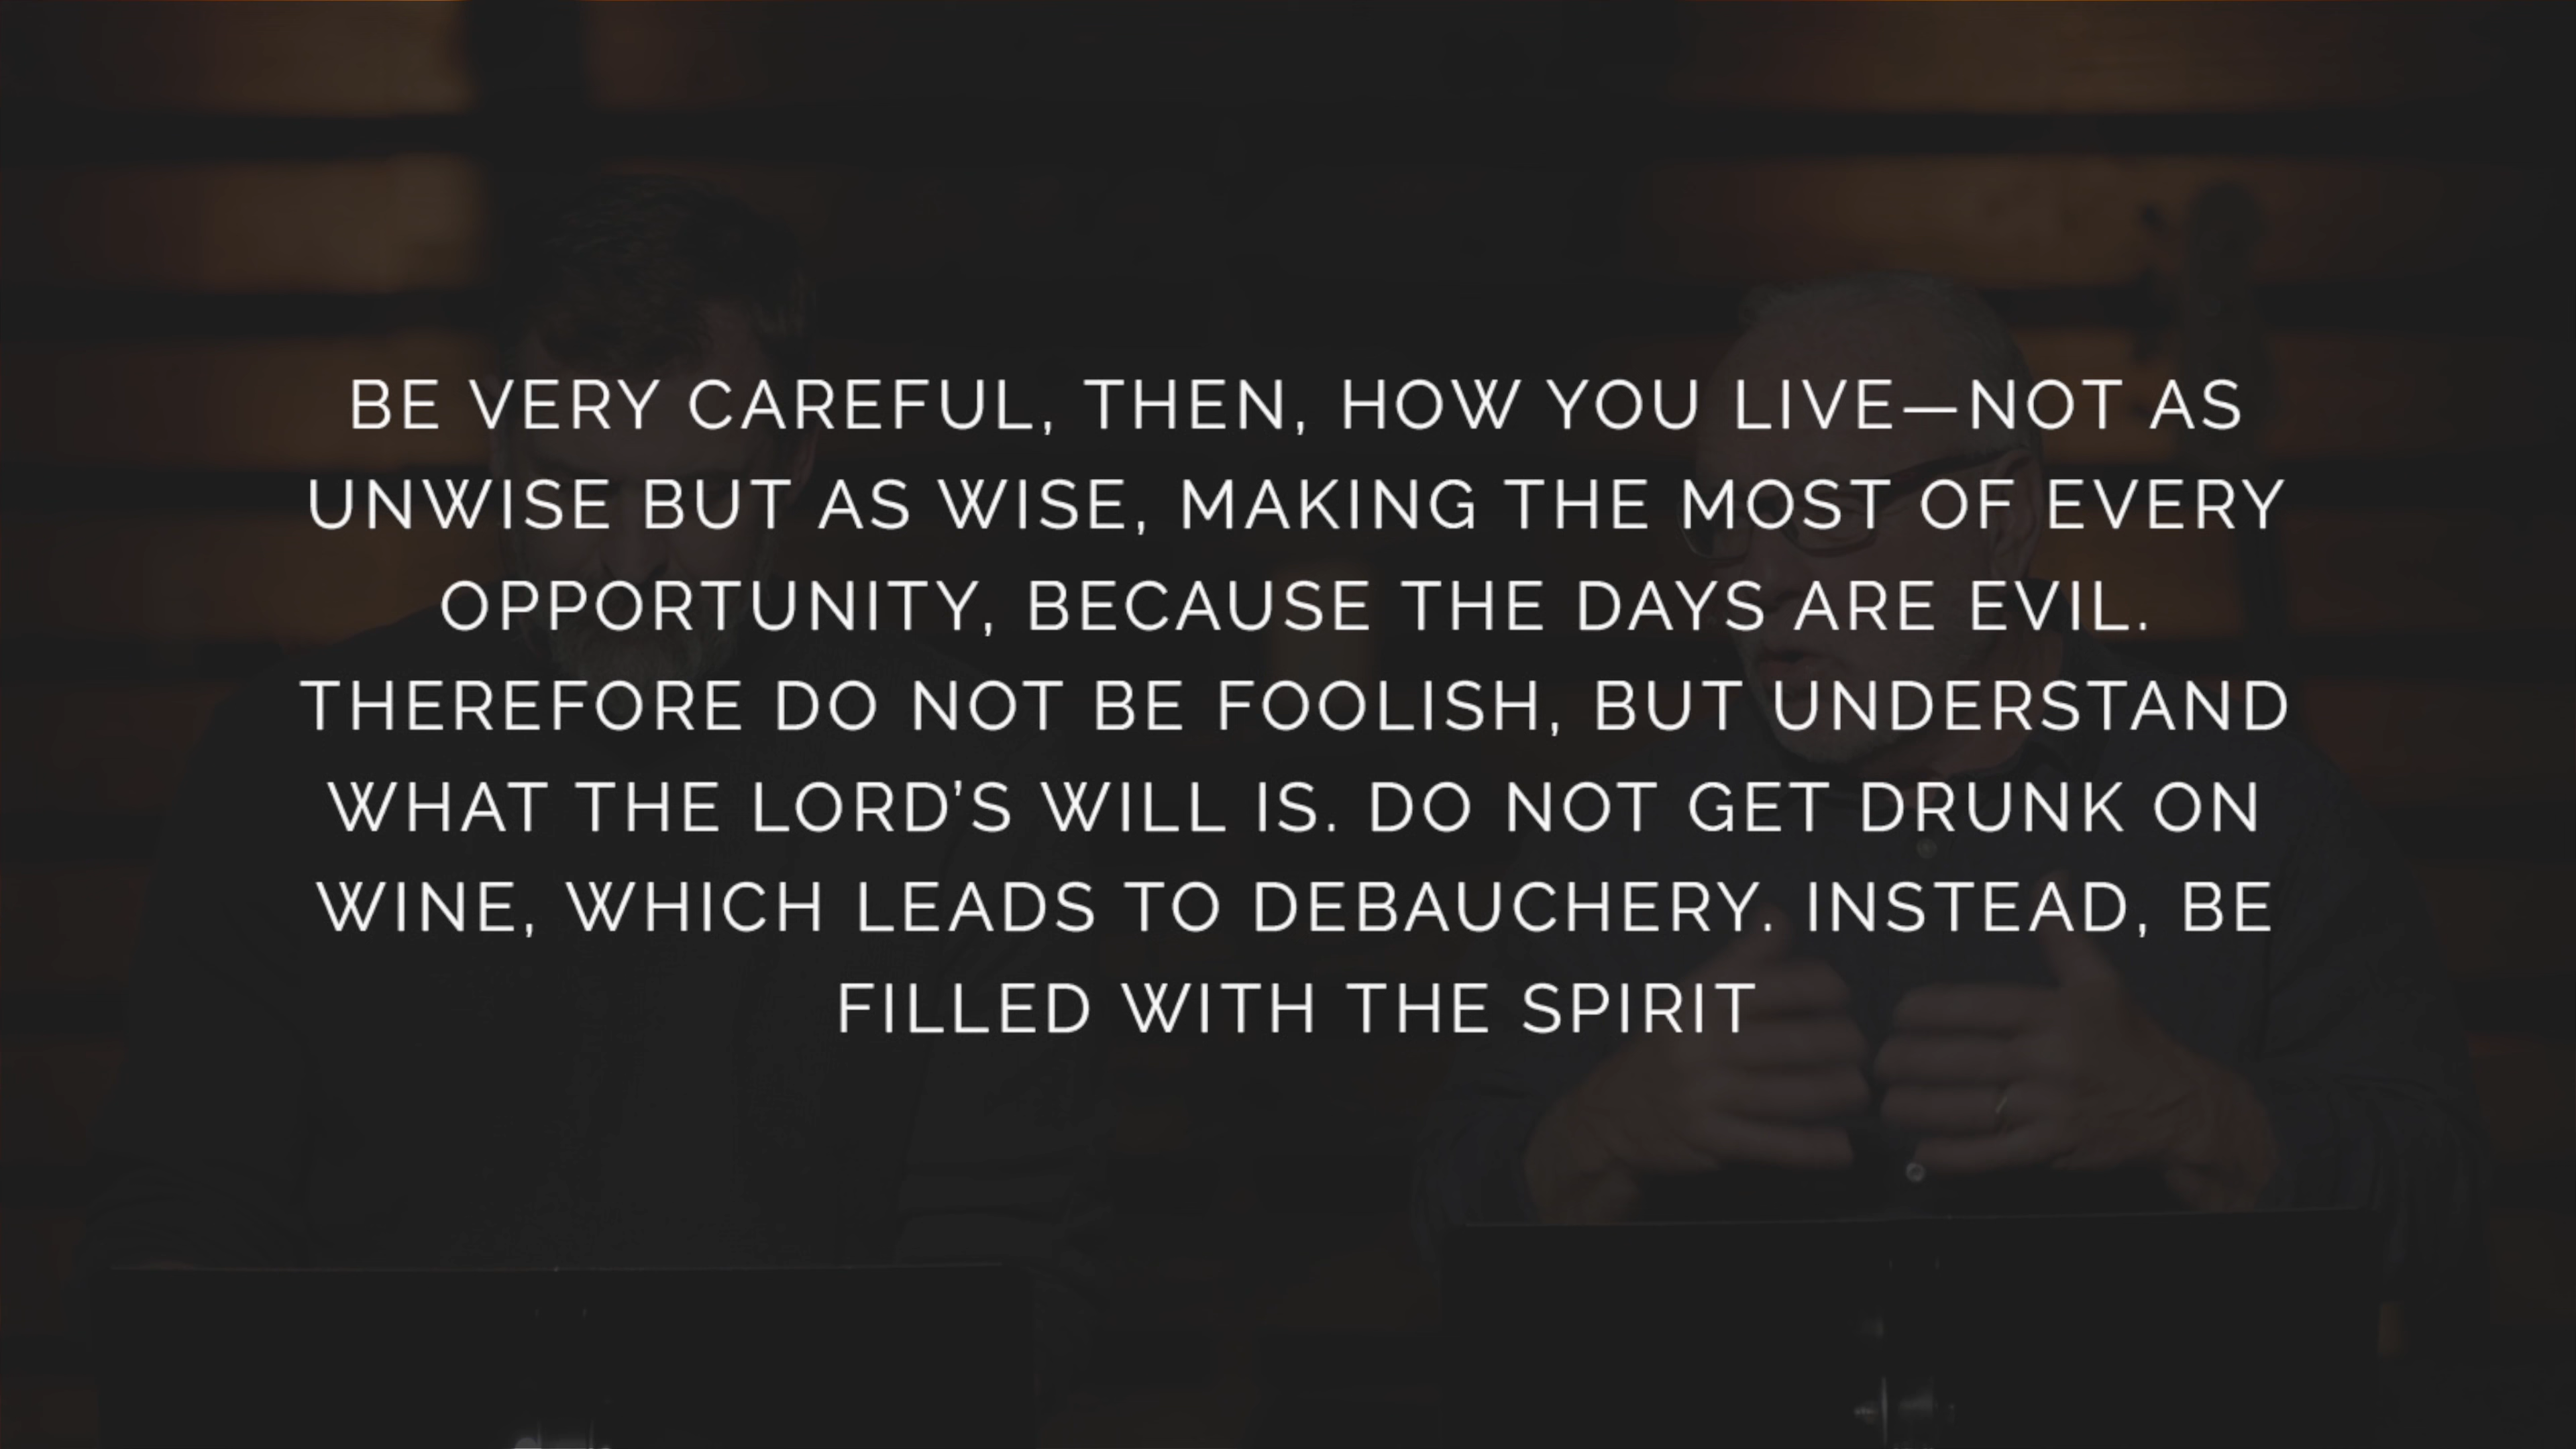 BE VERY CAREFUL, THEN, HOW YOU LIVE—NOT AS
UNWISE BUT AS WISE, MAKING THE MOST OF EVERY
OPPORTUNITY, BECAUSE THE DAYS ARE EVIL.
THEREFORE DO NOT BE FOOLISH, BUT UNDERSTAND
WHAT THE LORD’S WILL IS. DO NOT GET DRUNK ON
WINE, WHICH LEADS TO DEBAUCHERY. INSTEAD, BE
FILLED WITH THE SPIRIT